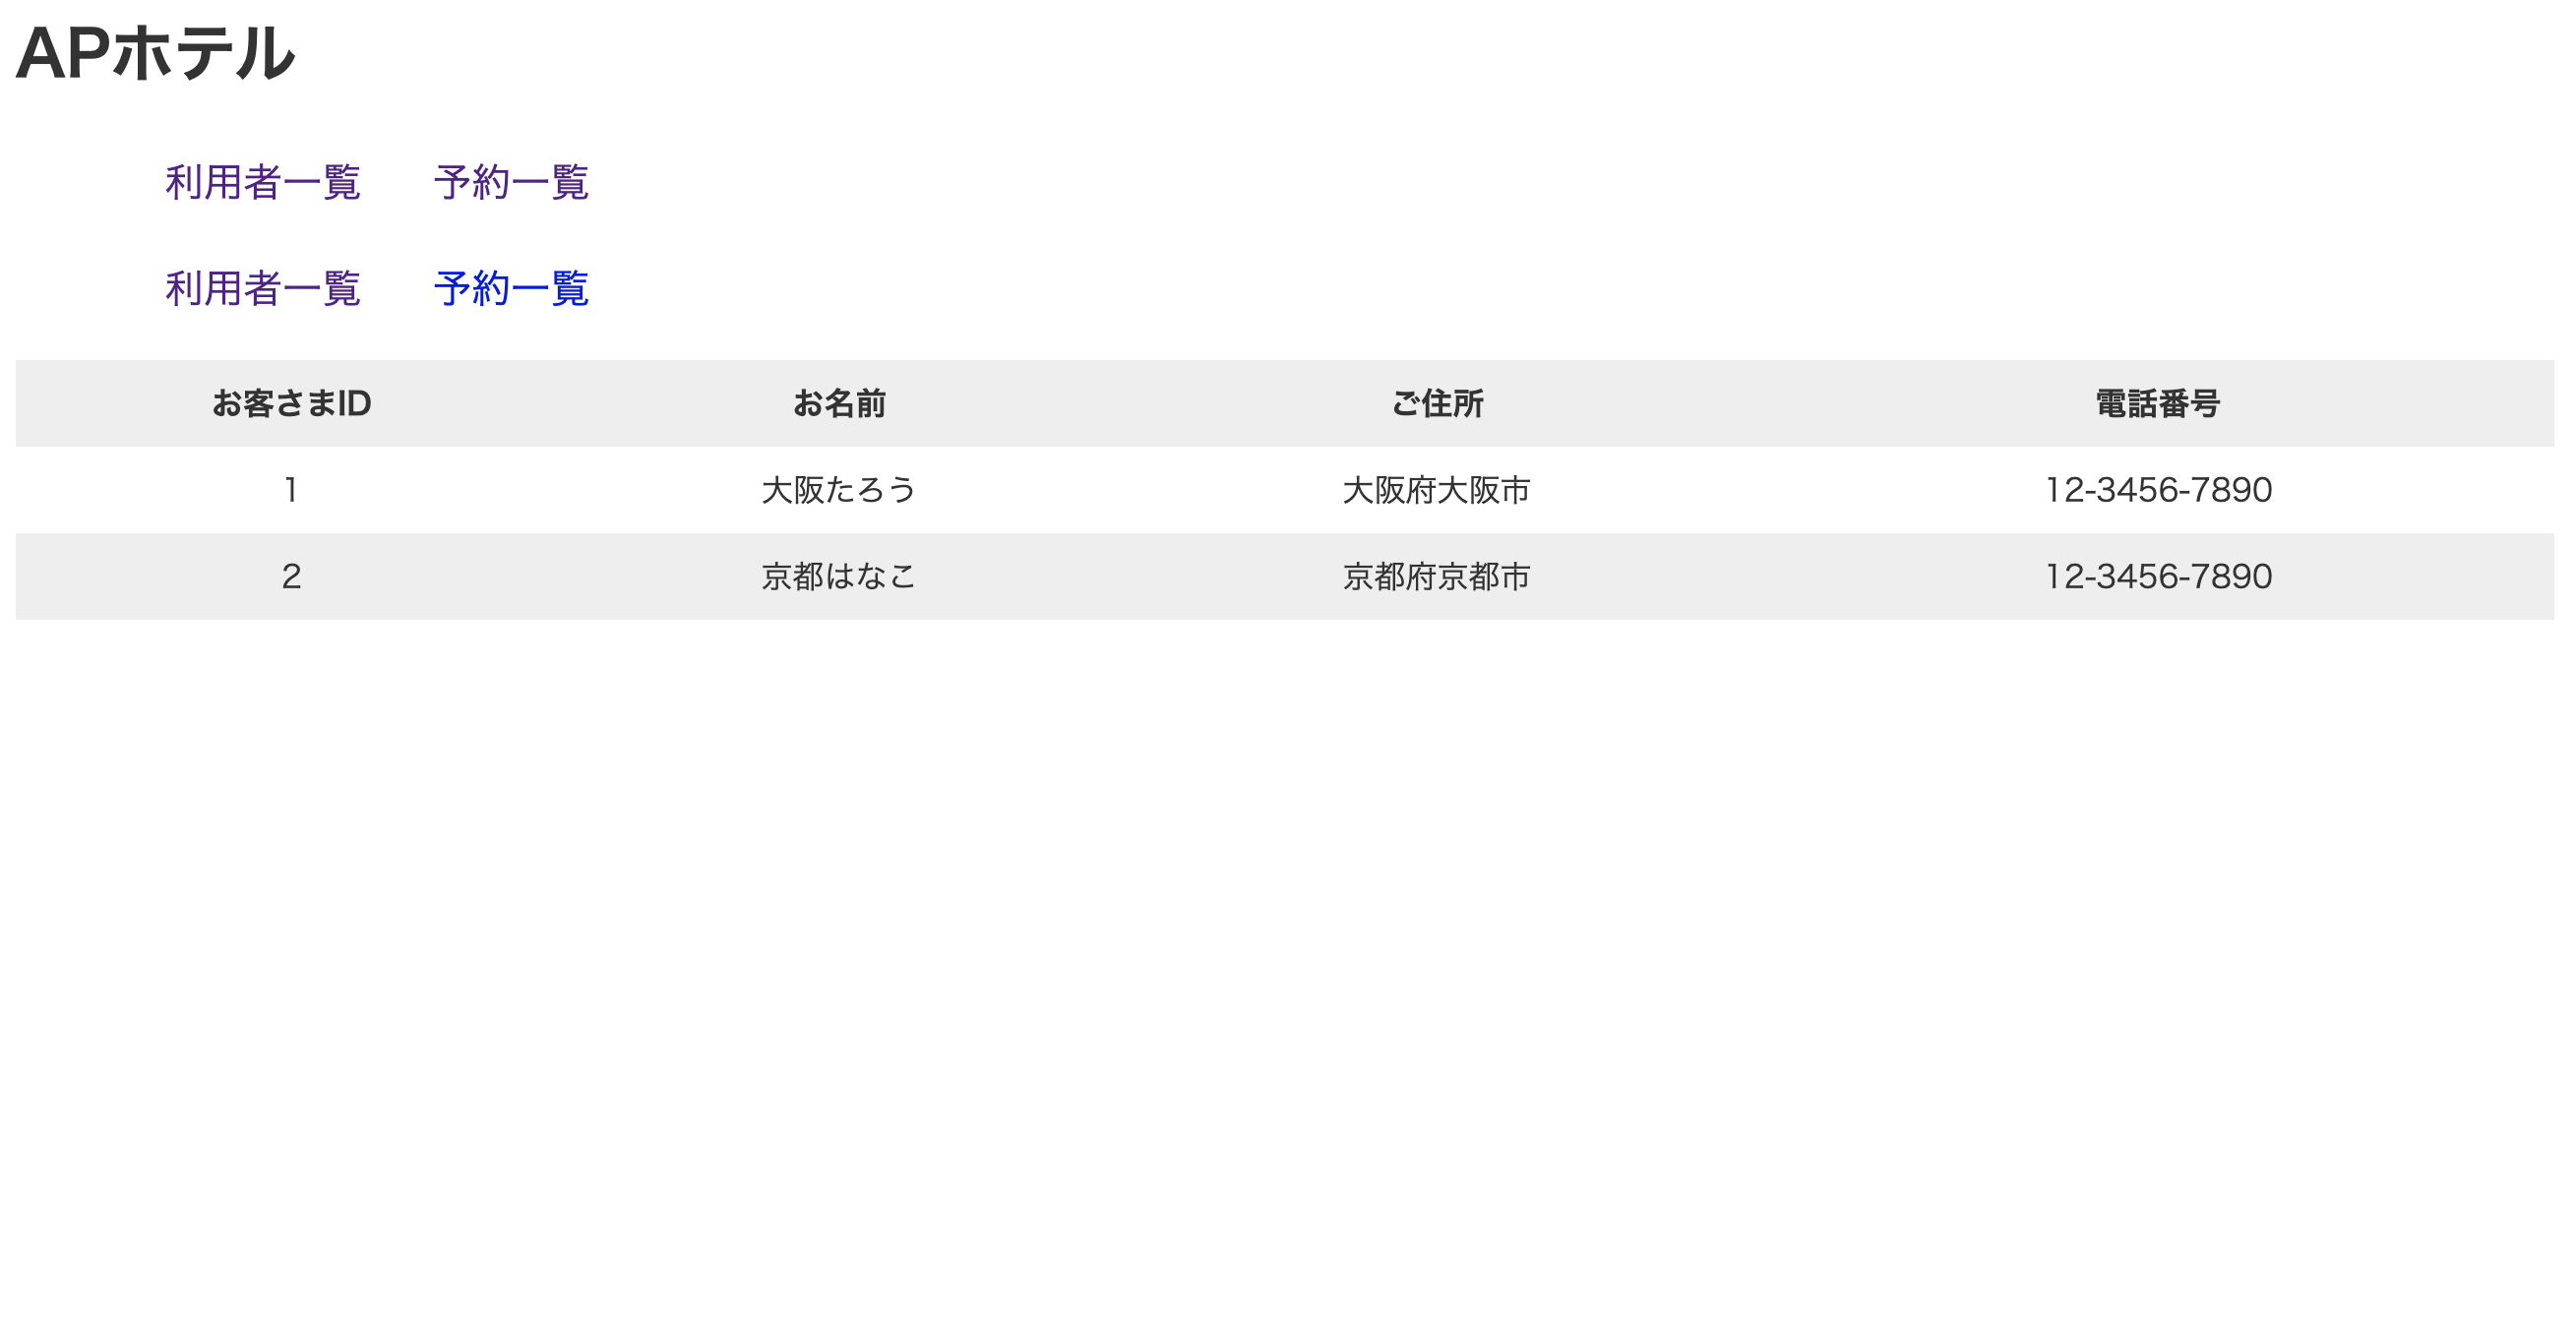 APホテル
利用者一覧 予約一覧
利用者一覧 予約一覧
お客さまID お名前 ご住所 電話番号
1 大阪たろう 大阪府大阪市 12-3456-7890
2 京都はなこ 京都府京都市 12-3456-7890